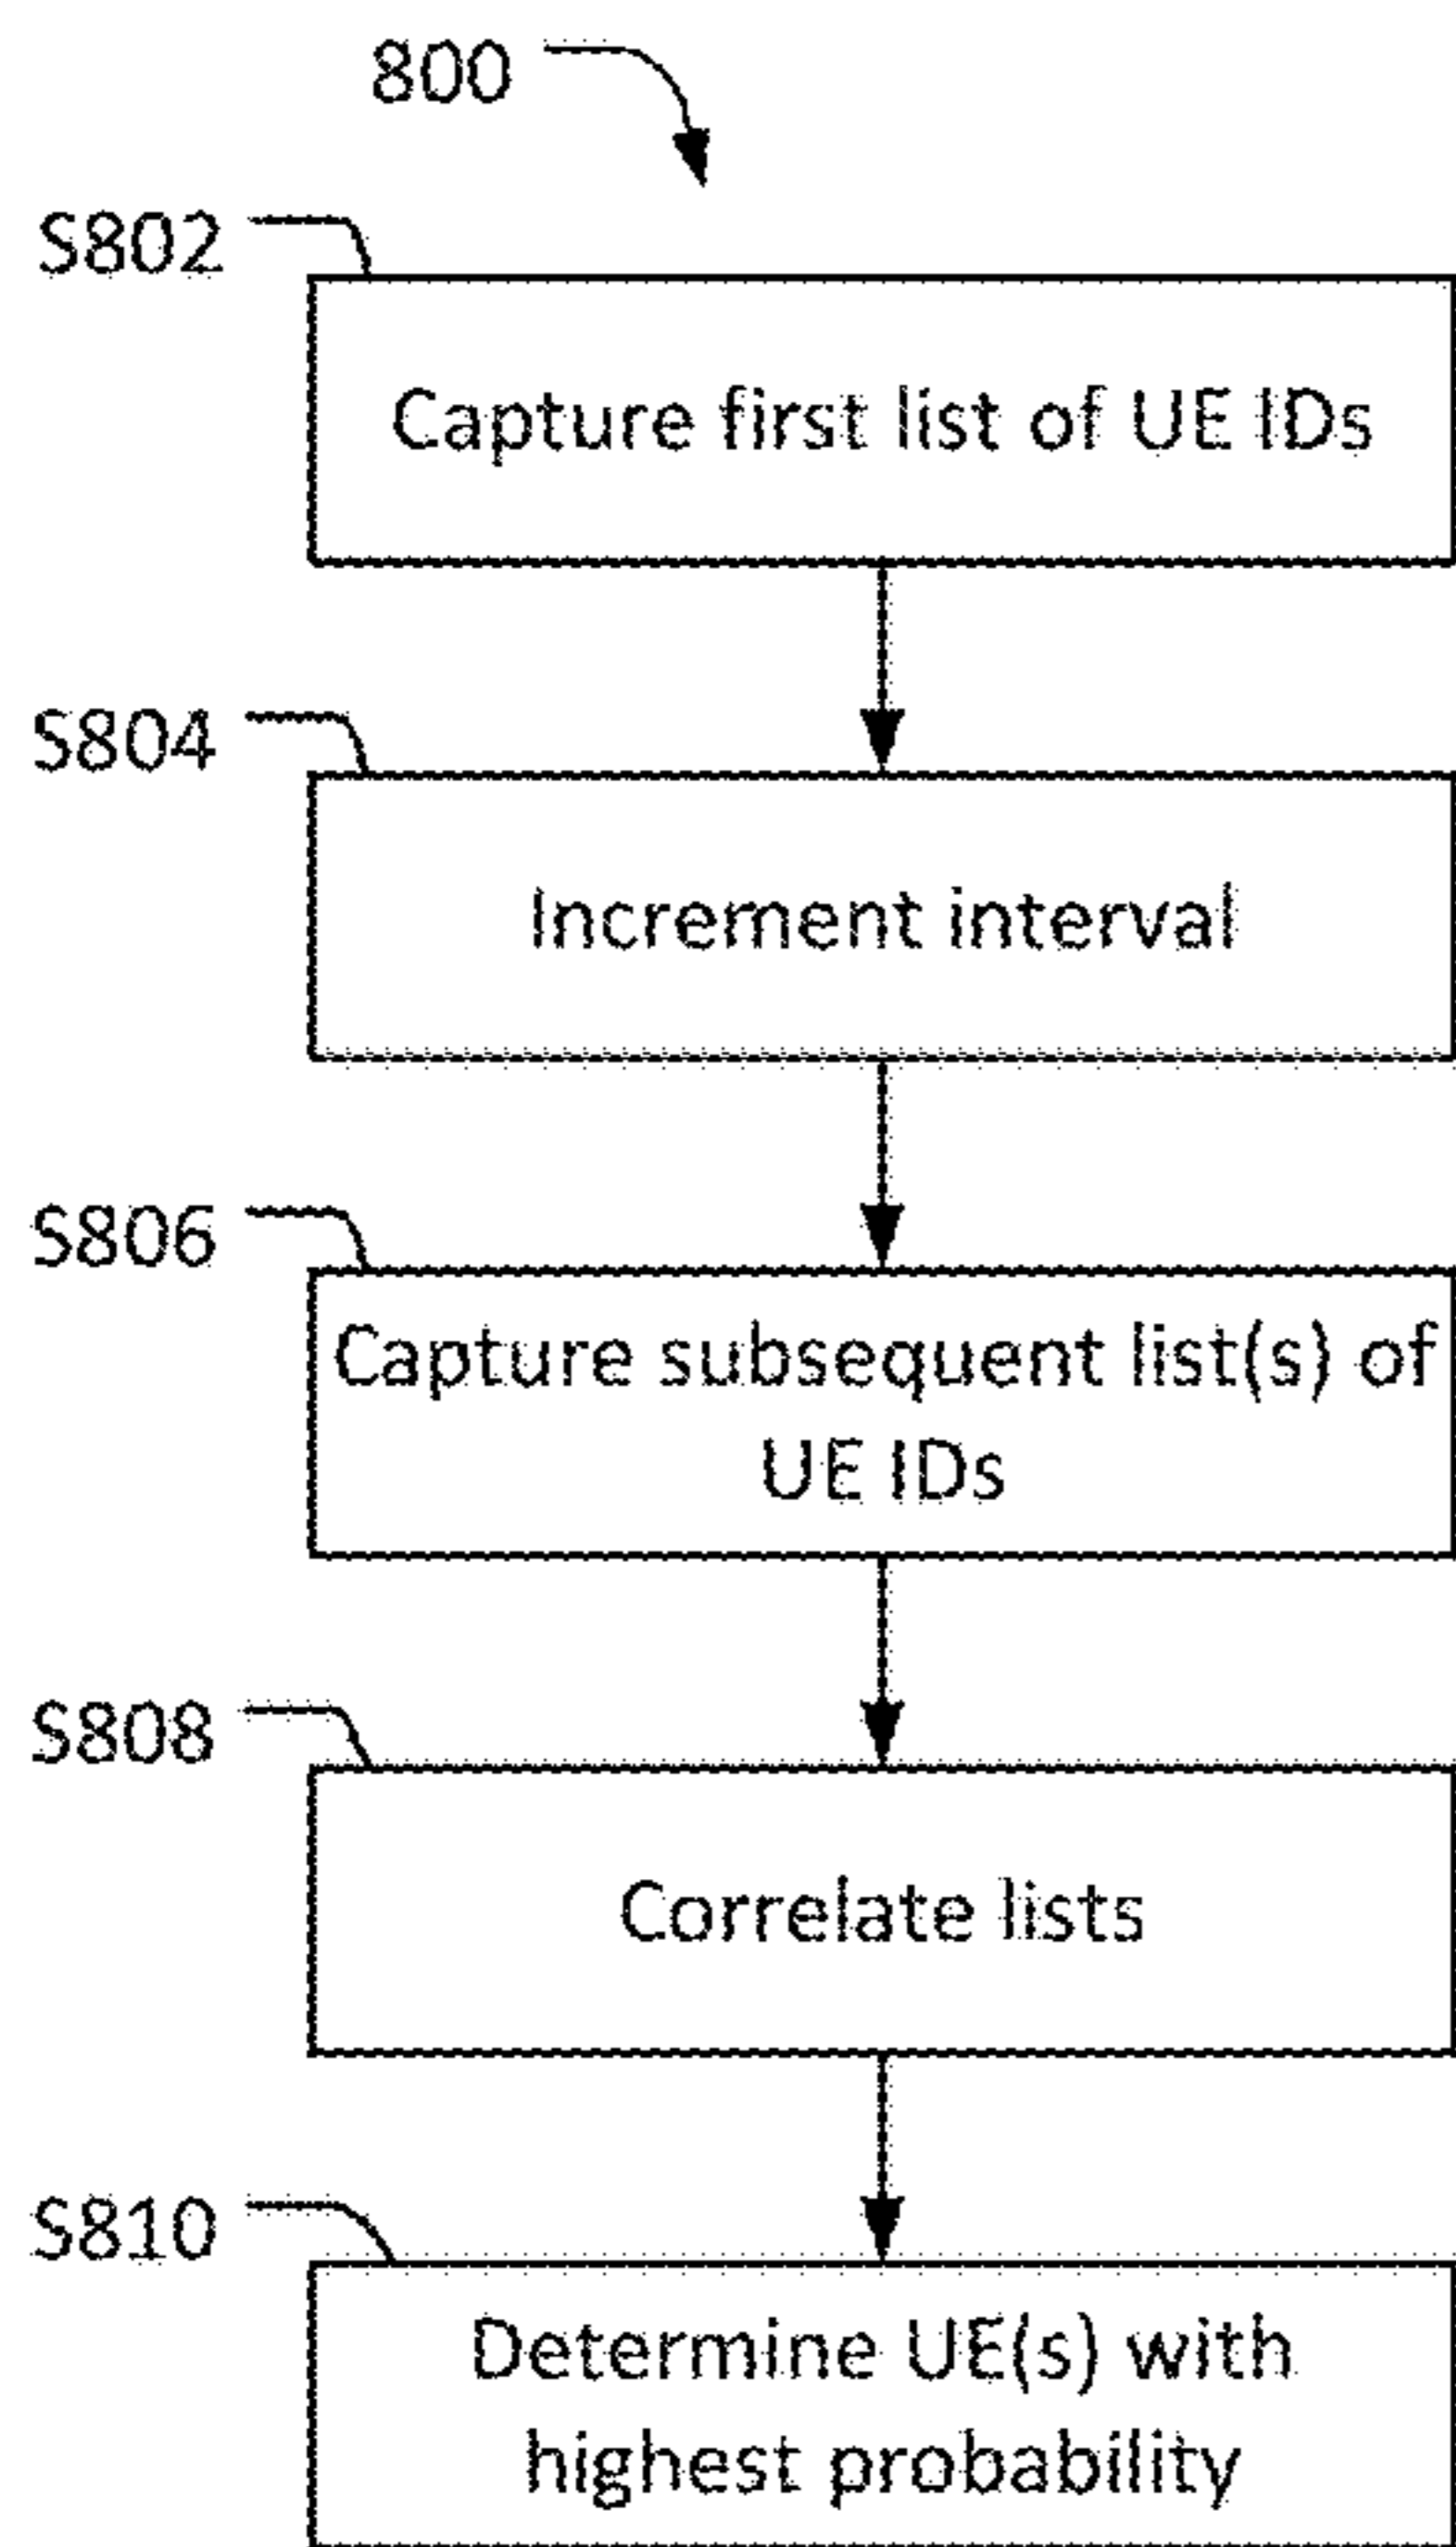 800
S802
Capture first list of UE IDs
S804
Increment interval
S806
Capture subsequent list(s) of
UE IDs
S808
Correlate lists
S810
Determine UE(s) with
highest probability